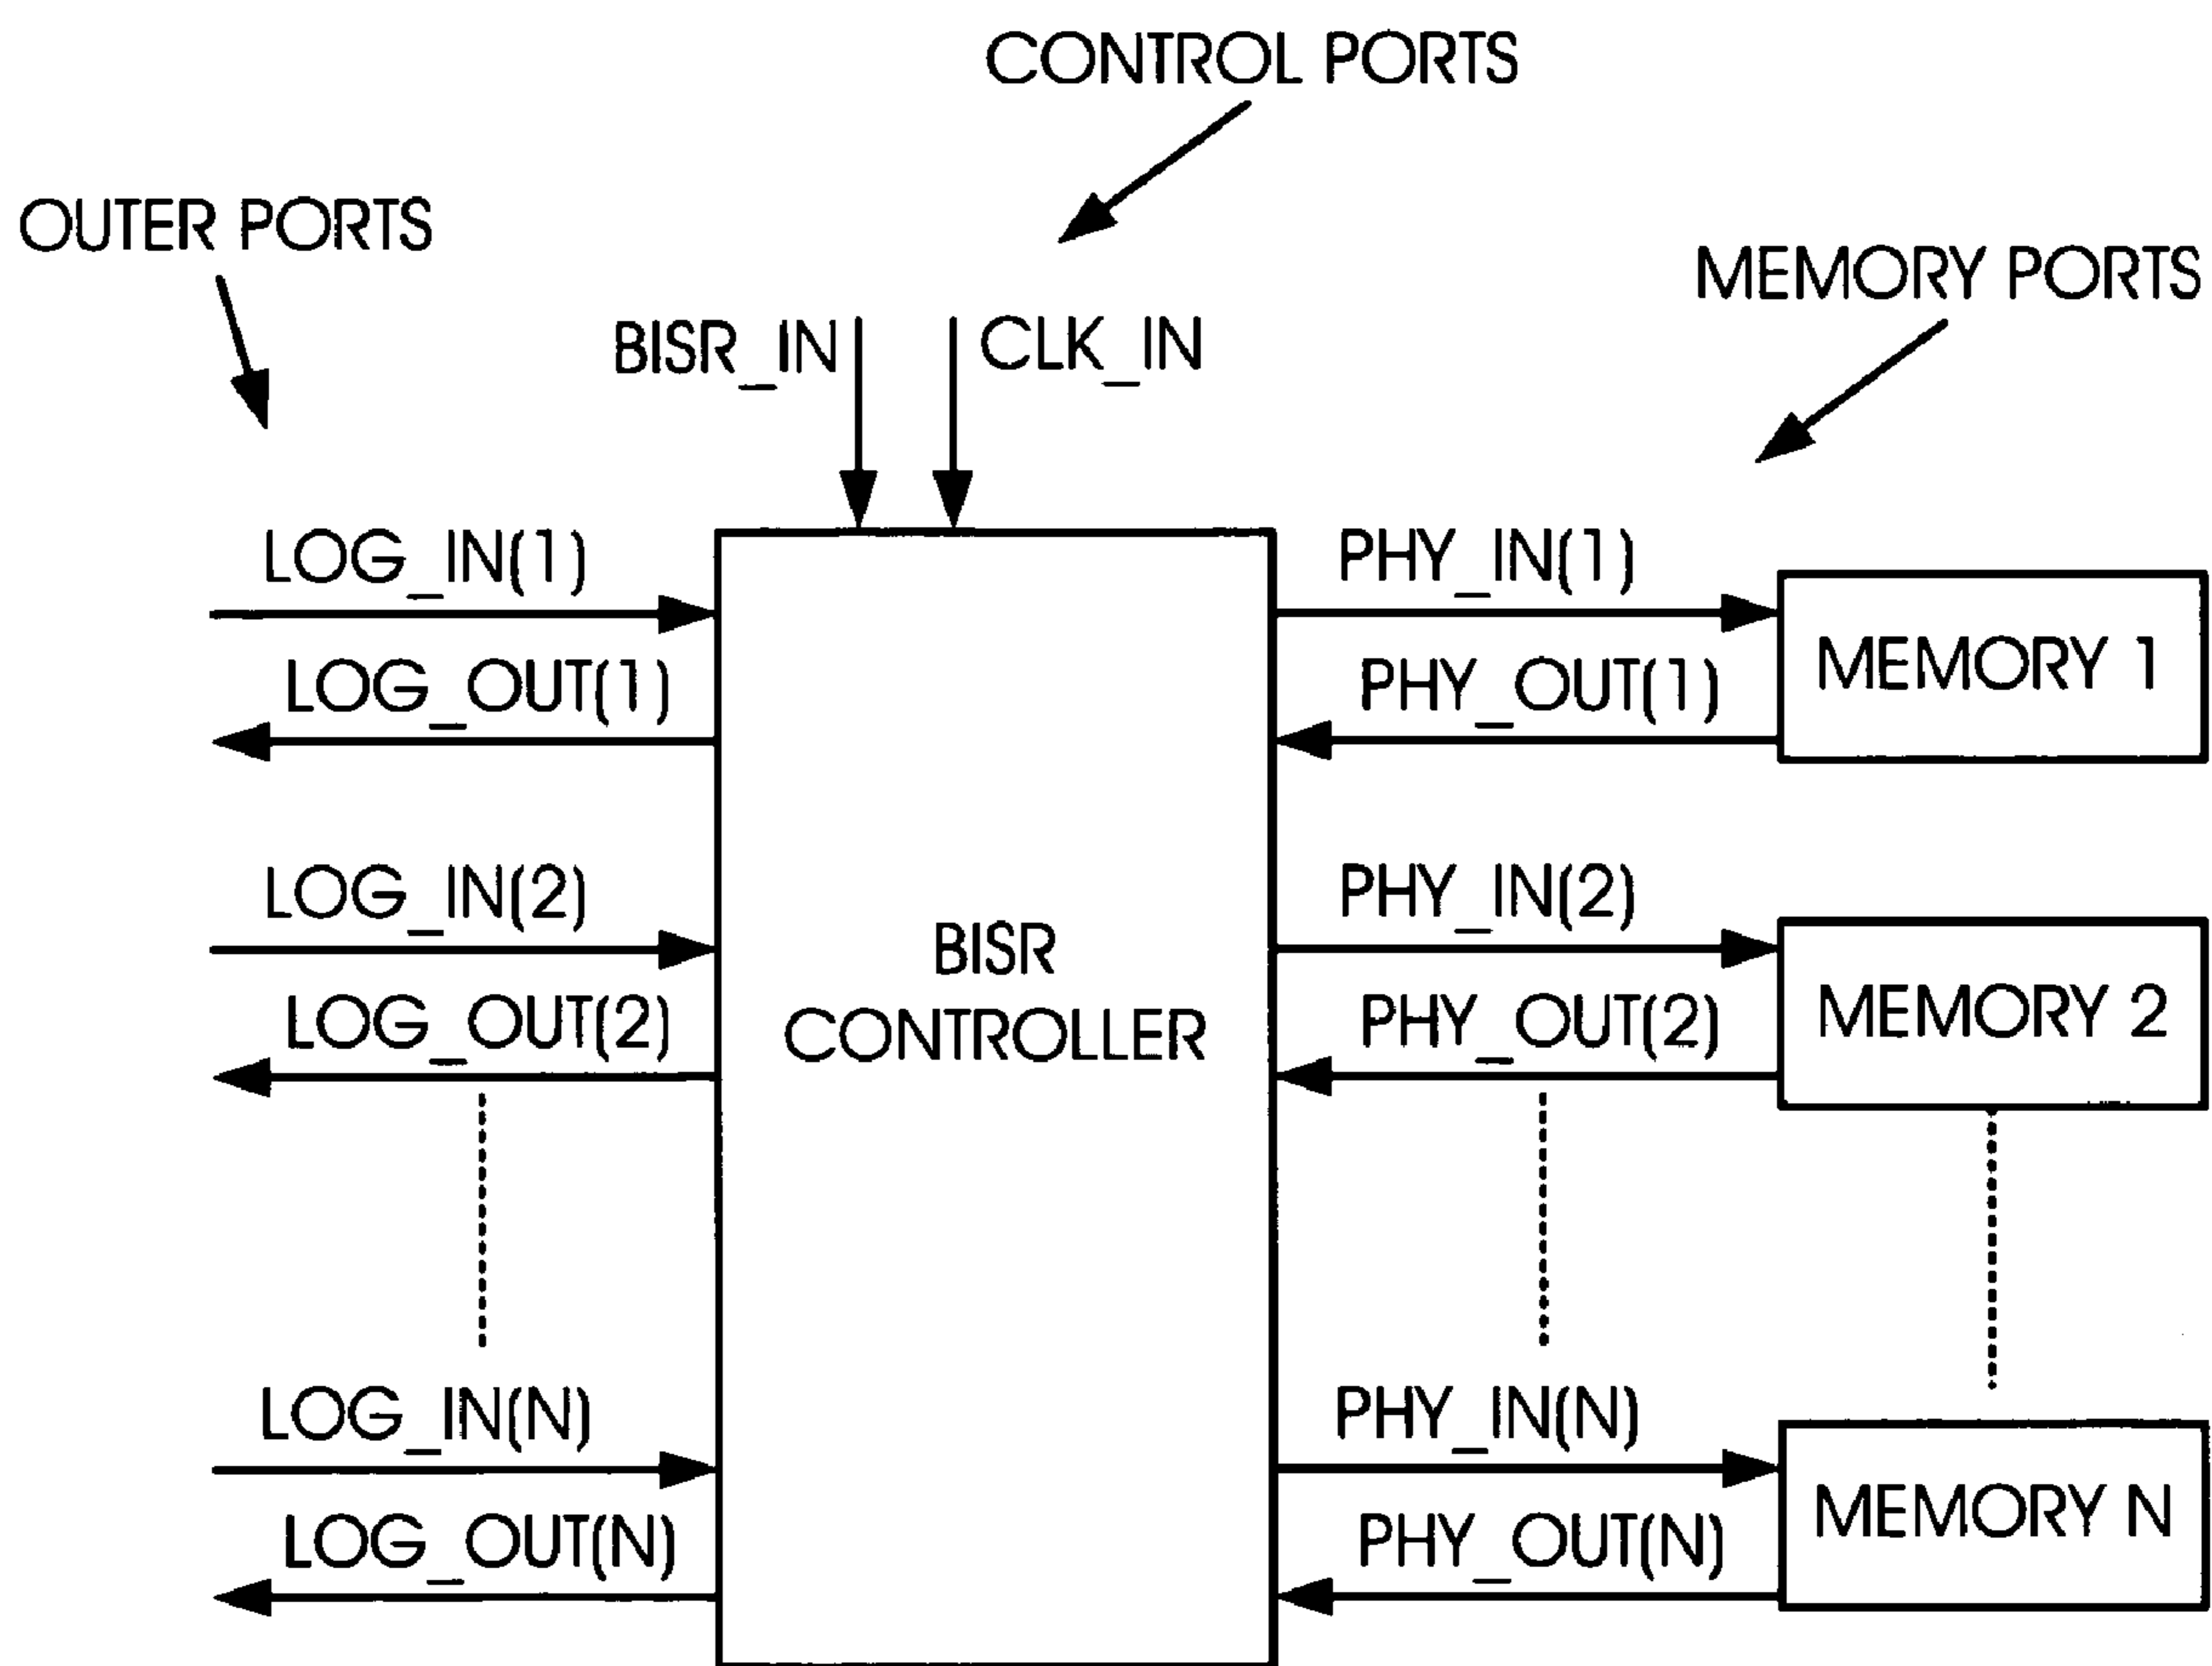 CONTROL PORTS
OUTER PORTS
MEMORY PORTS
BISR_IN
CLK_IN
LOG_IN(1)
PHY_IN(1)
LOG_OUT(1)
PHY_OUT(1)
MEMORY 1
LOG_IN(2)
PHY_IN(2)
BISR
CONTROLLER
LOG_OUT(2)
PHY_OUT(2)
MEMORY 2
LOG_IN(N)
PHY_IN(N)
LOG_OUT(N)
PHY_OUT(N)
MEMORY N